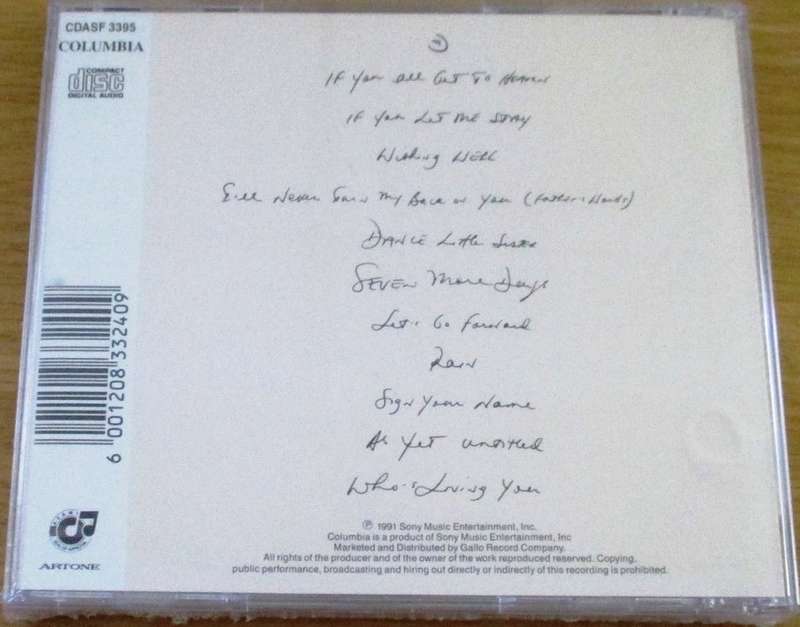 CDASF 3395
COLUMBIA
COMPACT
disc
DIGITAL AUDIO
If You All Get To Heaven
If You Let Me Stay
Wishing Well
I'll Never Turn My Back on You (Father's Words)
Dance Little Sister
Seven More Days
Let's Go Forward
Rain
Sign Your Name
As Yet Untitled
Who's Loving You
6 001208 332409
ARTONE
℗ 1991 Sony Music Entertainment, Inc.
Columbia is a product of Sony Music Entertainment, Inc
Marketed and Distributed by Gallo Record Company.
All rights of the producer and of the owner of the work reproduced reserved. Copying,
public performance, broadcasting and hiring out directly or indirectly of this recording is prohibited.